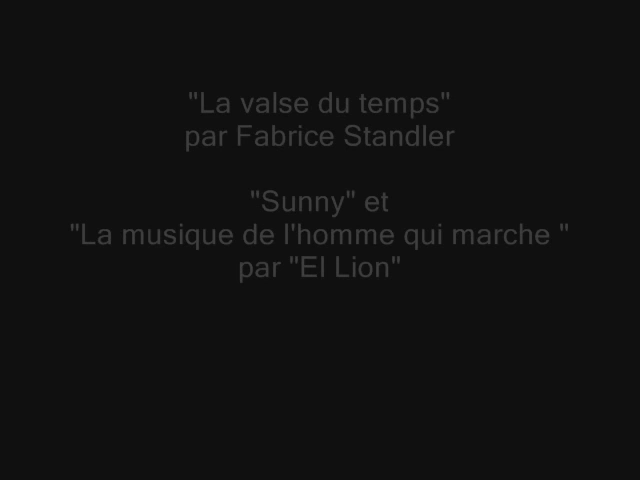 "La valse du temps"
par Fabrice Standler
"Sunny" et
"La musique de l'homme qui marche "
par "El Lion"